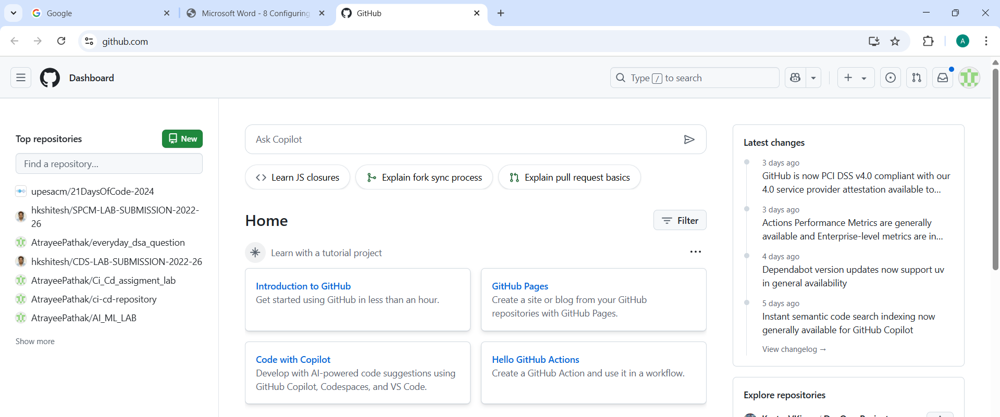 Google
Microsoft Word - 8 Configuring
GitHub
github.com
A
Dashboard
Type / to search
Top repositories
New
Find a repository...
upesacm/21DaysOfCode-2024
hkshitesh/SPCM-LAB-SUBMISSION-2022-
26
AtrayeePathak/everyday_dsa_question
hkshitesh/CDS-LAB-SUBMISSION-2022-26
AtrayeePathak/Ci_Cd_assigment_lab
AtrayeePathak/ci-cd-repository
AtrayeePathak/AI_ML_LAB
Show more
Ask Copilot
Learn JS closures
Explain fork sync process
Explain pull request basics
Home
Filter
Learn with a tutorial project
Introduction to GitHub
Get started using GitHub in less than an hour.
GitHub Pages
Create a site or blog from your GitHub
repositories with GitHub Pages.
Code with Copilot
Develop with AI-powered code suggestions using
GitHub Copilot, Codespaces, and VS Code.
Hello GitHub Actions
Create a GitHub Action and use it in a workflow.
Latest changes
3 days ago
GitHub is now PCI DSS v4.0 compliant with our
4.0 service provider attestation available to...
3 days ago
Actions Performance Metrics are generally
available and Enterprise-level metrics are in...
4 days ago
Dependabot version updates now support uv
in general availability
5 days ago
Instant semantic code search indexing now
generally available for GitHub Copilot
View changelog →
Explore repositories